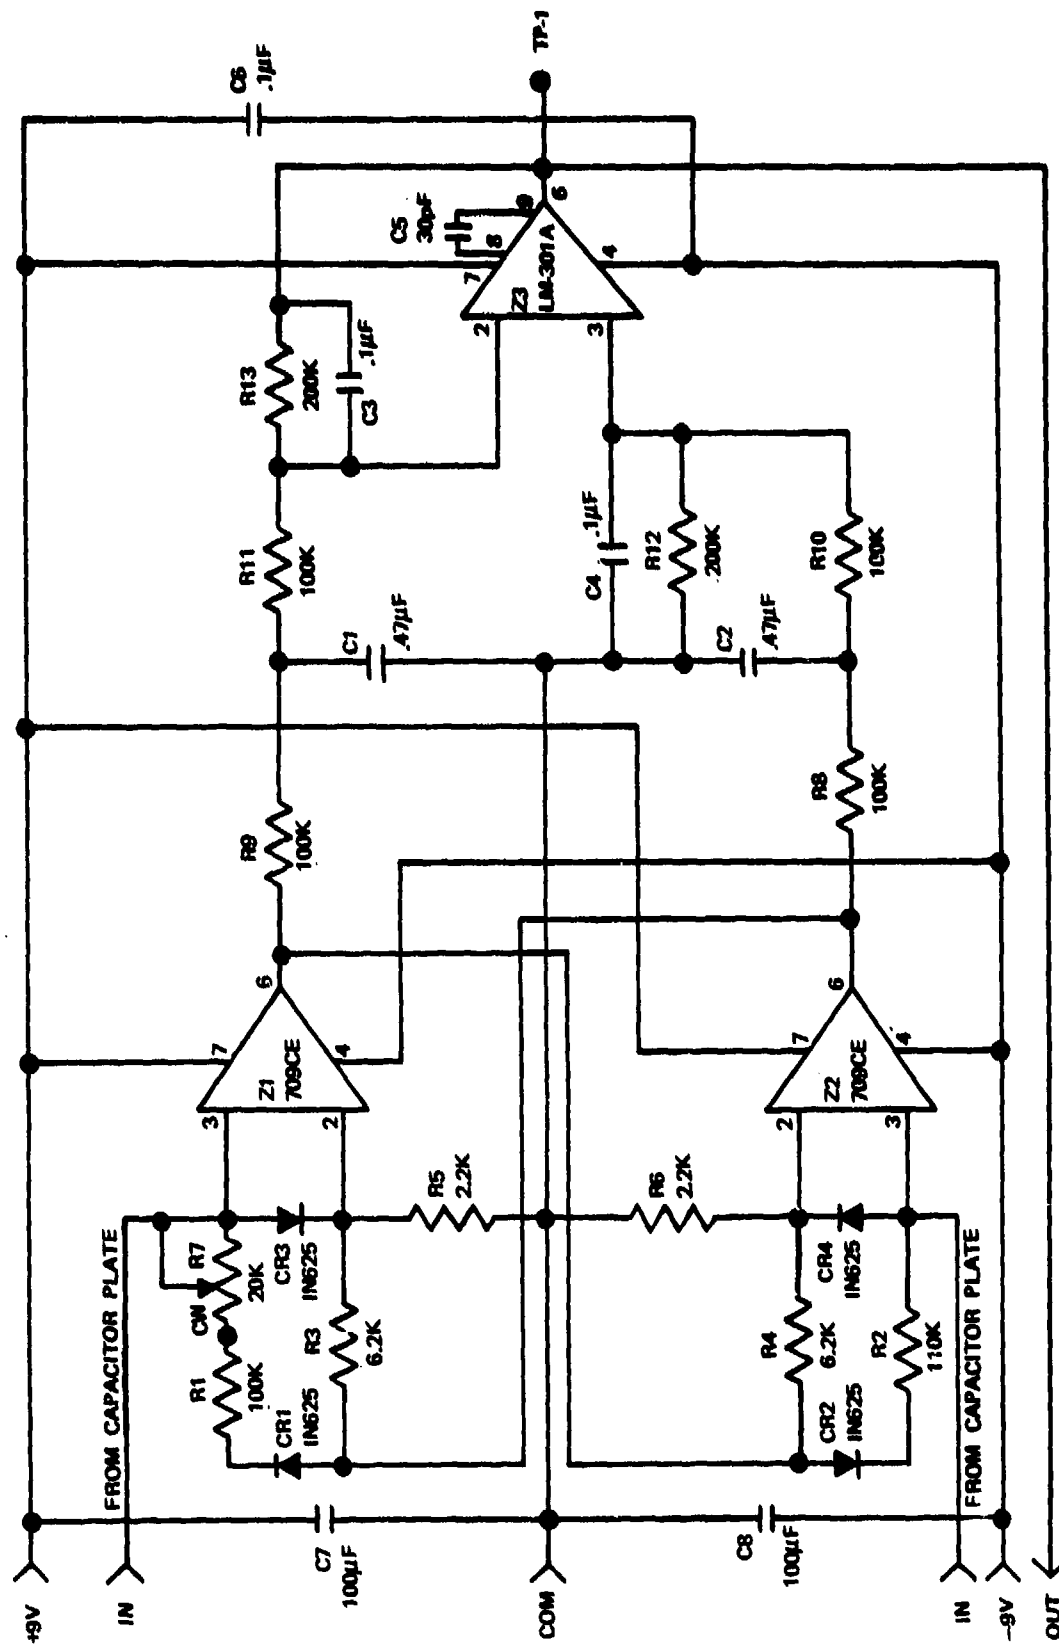 +9V
IN
FROM CAPACITOR PLATE
C7
100µF
COM
C8
100µF
IN
FROM CAPACITOR PLATE
-9V
OUT
R1
100K
CW
R7
20K
CR1
IN625
CR3
IN625
R3
6.2K
R5
2.2K
R6
2.2K
R4
6.2K
CR2
IN625
CR4
IN625
R2
110K
3
2
7
4
6
Z1
709CE
2
3
7
4
6
Z2
709CE
R9
100K
R8
100K
C1
.47µF
C2
.47µF
R11
100K
R10
100K
C4
.1µF
R12
200K
R13
200K
C3
.1µF
2
3
7
8
9
6
4
Z3
LM-301A
C5
30pF
C6
.1µF
TP-1